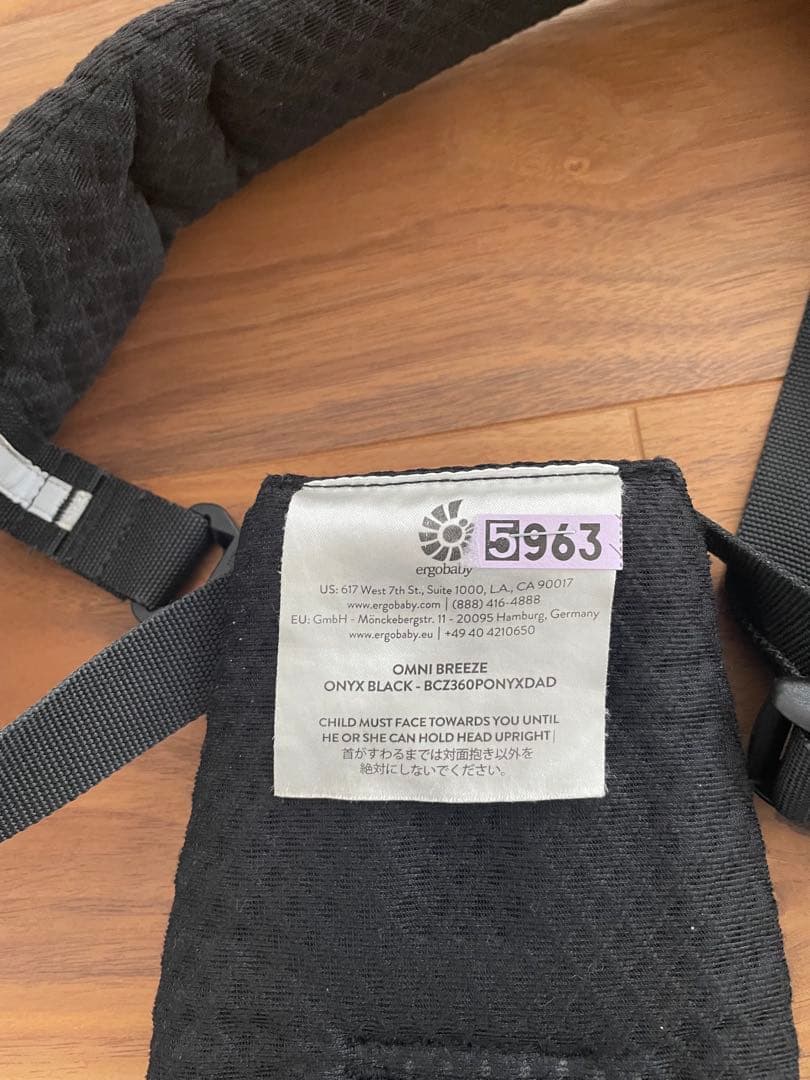 5963
ergobaby
US: 617 West 7th St., Suite 1000, L.A., CA 90017
www.ergobaby.com | (888) 416-4888
EU: GmbH - Mönckebergstr. 11 - 20095 Hamburg, Germany
www.ergobaby.eu | +49 40 4210650
OMNI BREEZE
ONYX BLACK - BCZ360PONYXDAD
CHILD MUST FACE TOWARDS YOU UNTIL
HE OR SHE CAN HOLD HEAD UPRIGHT|
首がすわるまでは対面抱き以外を
絶対にしないでください。